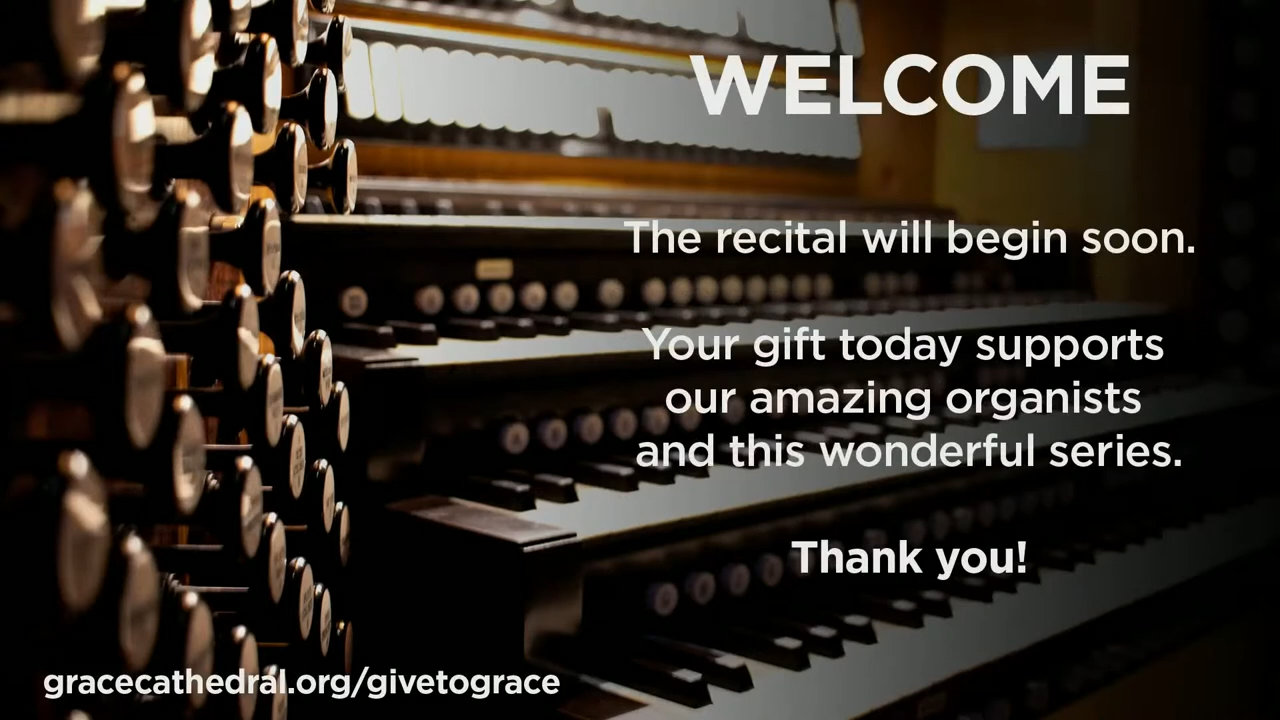 WELCOME
The recital will begin soon.
Your gift today supports
our amazing organists
and this wonderful series.
Thank you!
gracecathedral.org/givetograce